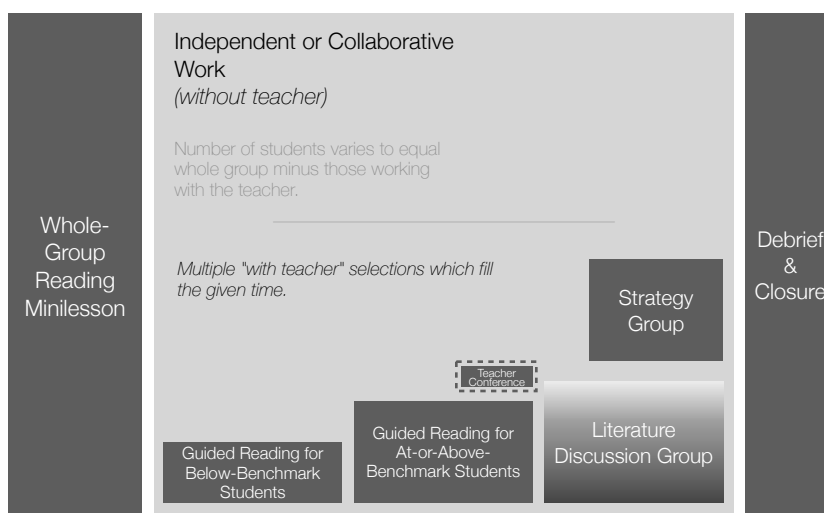 Whole-
Group
Reading
Minilesson
Independent or Collaborative
Work
(without teacher)
Number of students varies to equal
whole group minus those working
with the teacher.
Multiple "with teacher" selections which fill
the given time.
Guided Reading for
Below-Benchmark
Students
Guided Reading for
At-or-Above-
Benchmark Students
Teacher
Conference
Strategy
Group
Literature
Discussion Group
Debrief
&
Closure